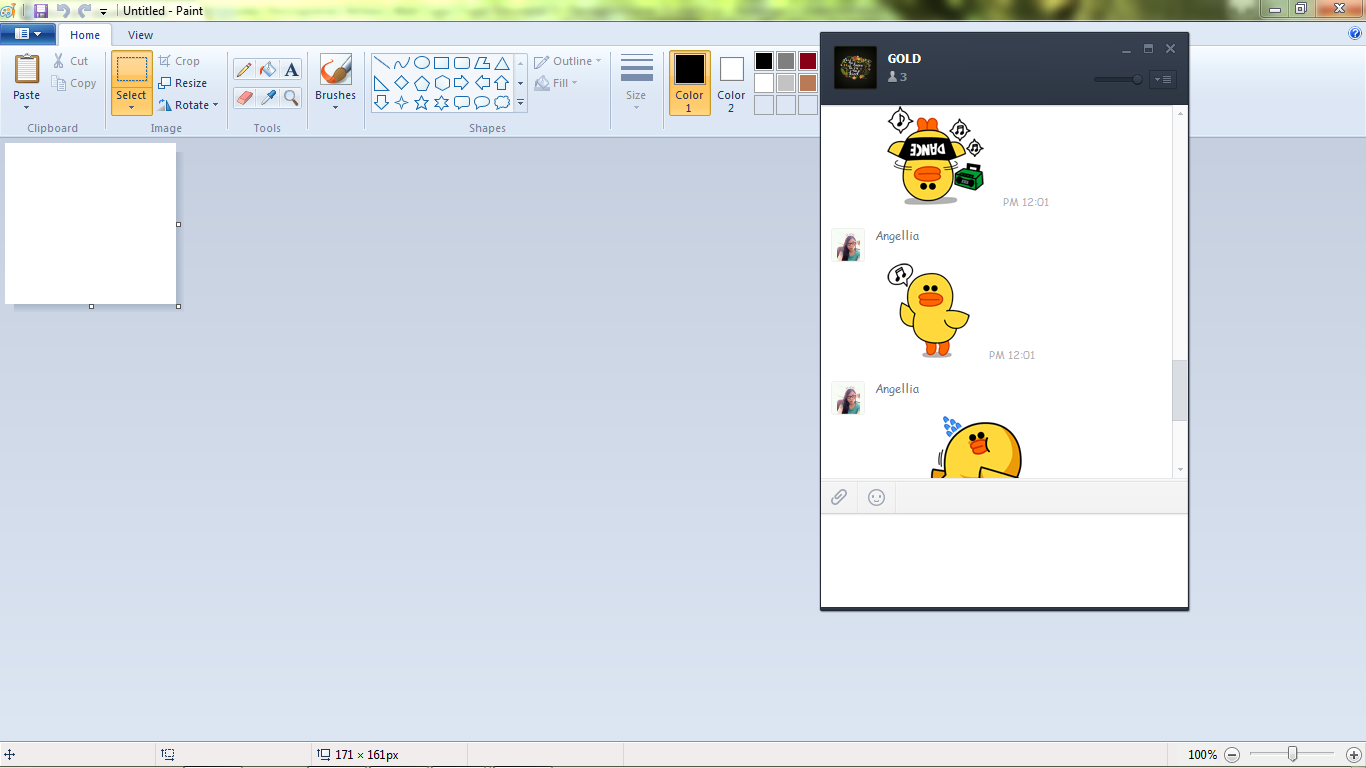 Untitled - Paint
Home
View
Paste
Cut
Copy
Clipboard
Select
Crop
Resize
Rotate
Image
A
Tools
Brushes
Outline
Fill
Shapes
Size
Color
1
Color
2
GOLD
3
DANCE
PM 12:01
Angellia
PM 12:01
Angellia
171 × 161px
100%